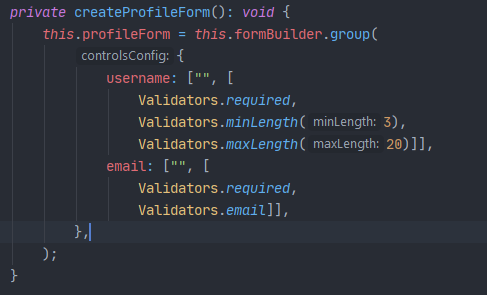 private createProfileForm(): void {
this.profileForm = this.formBuilder.group(
controlsConfig: {
username: ["", [
Validators.required,
Validators.minLength( minLength: 3),
Validators.maxLength( maxLength: 20)]],
email: ["", [
Validators.required,
Validators.email]],
},
);
}